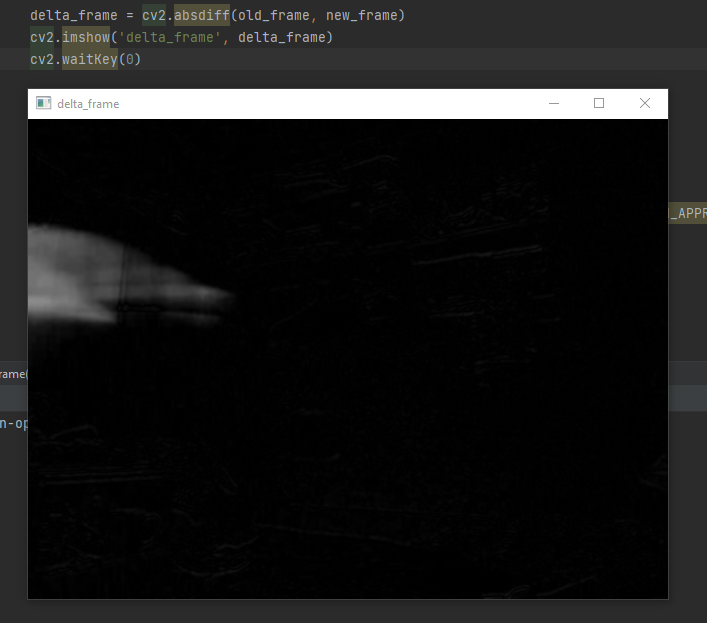 delta_frame = cv2.absdiff(old_frame, new_frame)
cv2.imshow('delta_frame', delta_frame)
cv2.waitKey(0)
delta_frame
_APPR
rame(
n-op